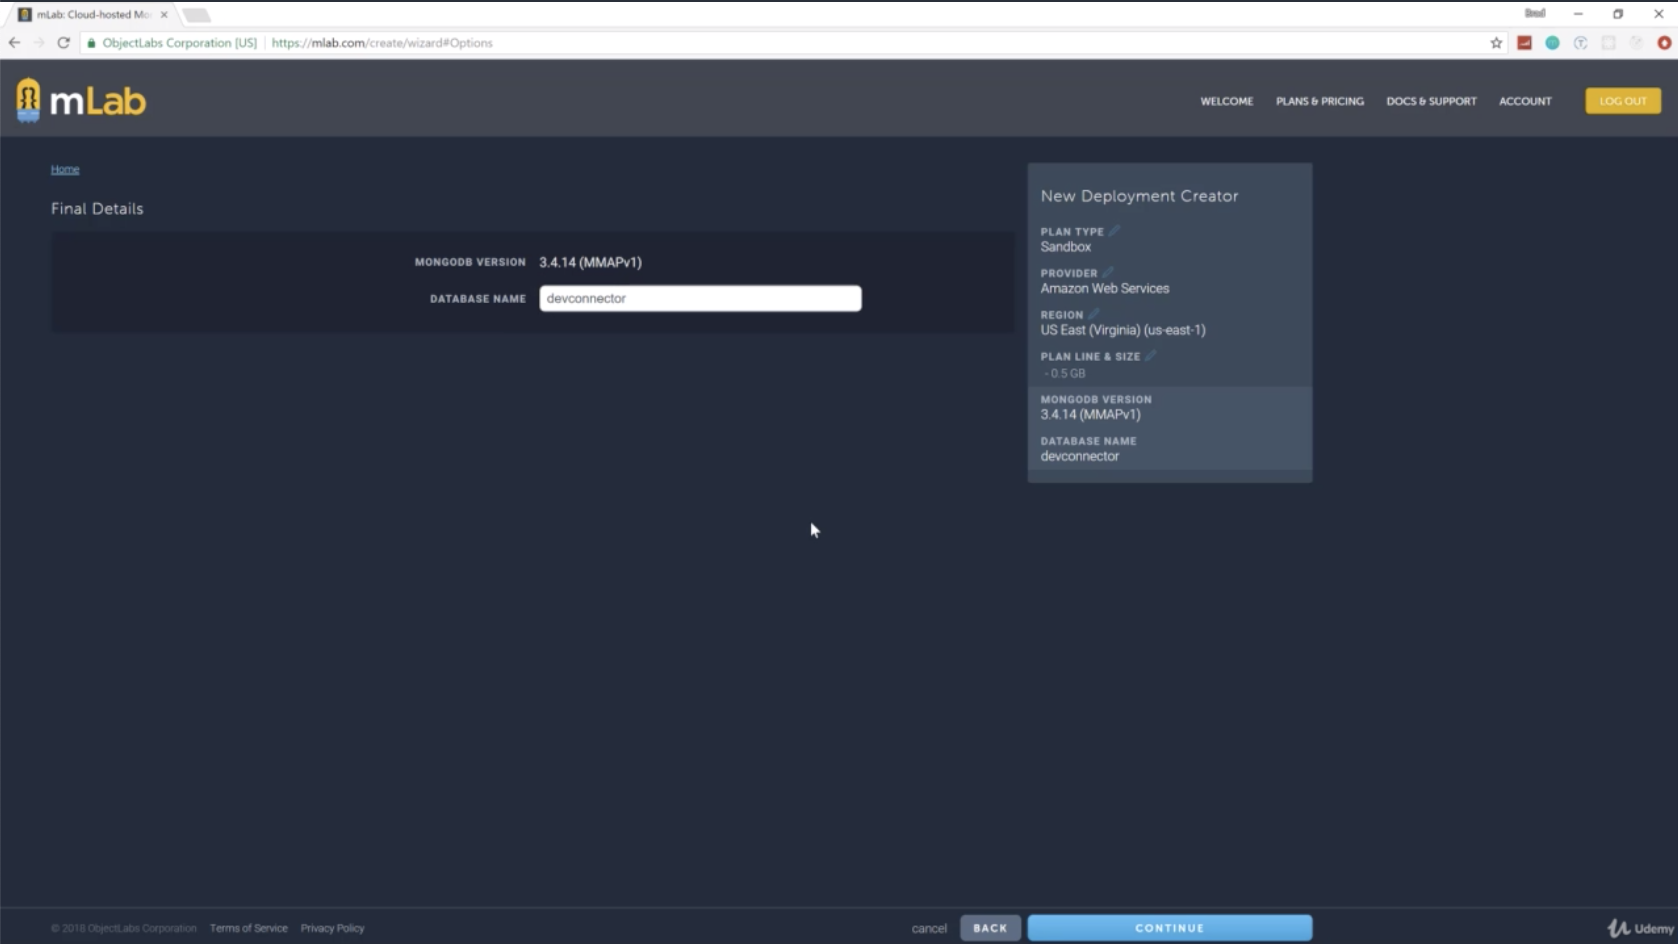 mLab: Cloud-hosted Mo
Brad
ObjectLabs Corporation [US]
https://mlab.com/create/wizard#Options
mLab
WELCOME
PLANS & PRICING
DOCS & SUPPORT
ACCOUNT
LOG OUT
Home
Final Details
MONGODB VERSION 3.4.14 (MMAPv1)
DATABASE NAME devconnector
New Deployment Creator
PLAN TYPE
Sandbox
PROVIDER
Amazon Web Services
REGION
US East (Virginia) (us-east-1)
PLAN LINE & SIZE
- 0.5 GB
MONGODB VERSION
3.4.14 (MMAPv1)
DATABASE NAME
devconnector
© 2018 ObjectLabs Corporation Terms of Service Privacy Policy
cancel
BACK
CONTINUE
Udemy